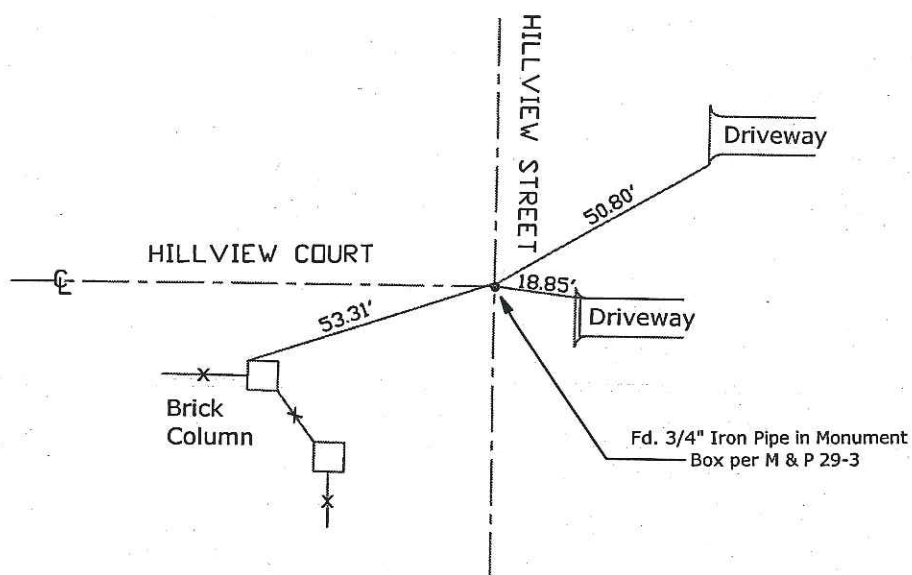 HILLVIEW STREET
Driveway
50.80'
HILLVIEW COURT
℄
18.85'
53.31'
Driveway
Brick
Column
Fd. 3/4" Iron Pipe in Monument
Box per M & P 29-3